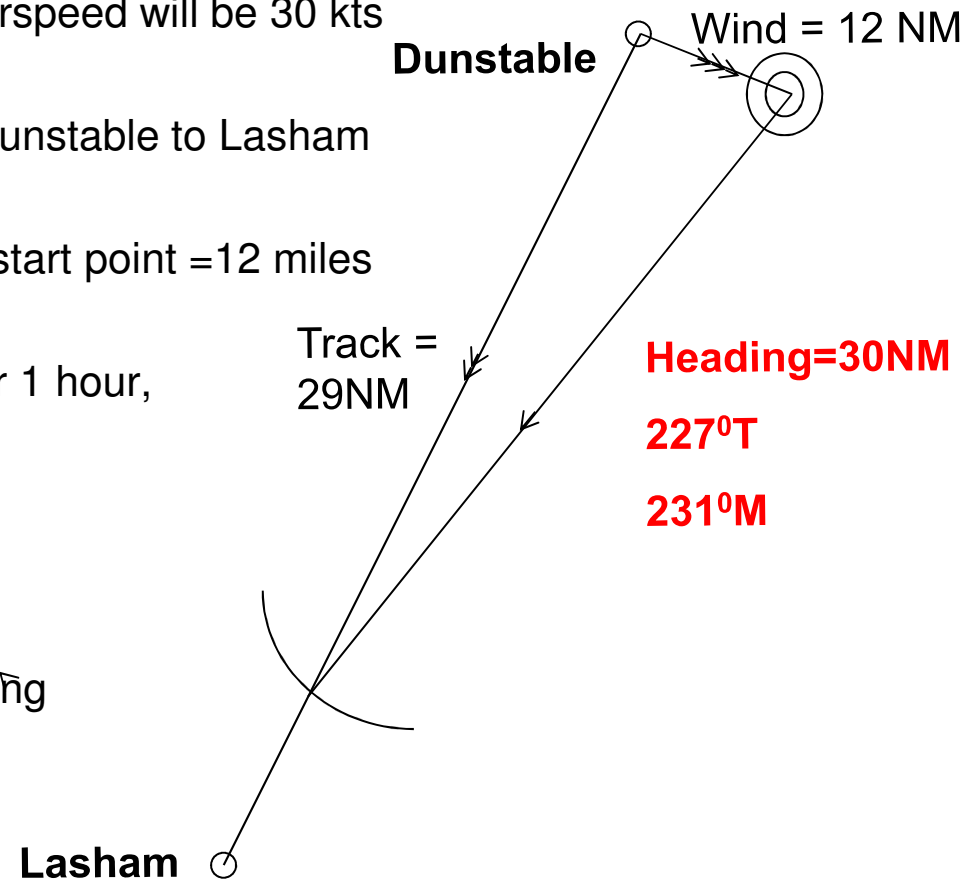 rspeed will be 30 kts
Wind = 12 NM
Dunstable
unstable to Lasham
start point =12 miles
Track =
29NM
Heading=30NM
r 1 hour,
227⁰T
231⁰M
ng
Lasham